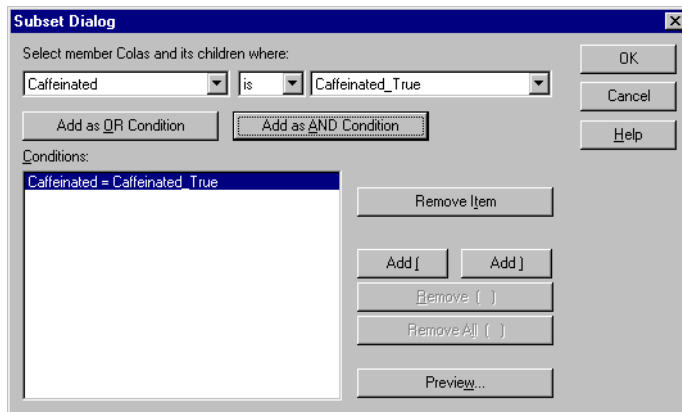 Subset Dialog
Select member Colas and its children where:
OK
Caffeinated is Caffeinated_True
Cancel
Add as OR Condition Add as AND Condition
Help
Conditions:
Caffeinated = Caffeinated_True
Remove Item
Add ( Add )
Remove ( )
Remove All ( )
Preview...